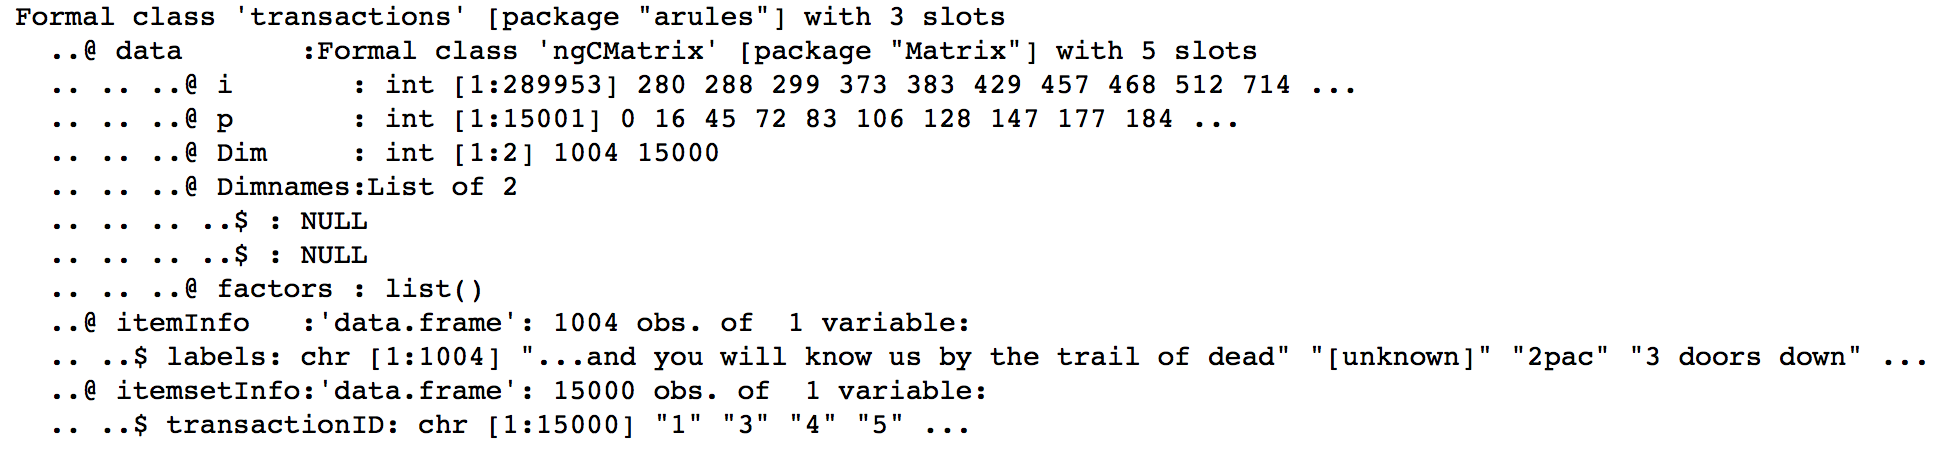 Formal class 'transactions' [package "arules"] with 3 slots
  ..@ data       :Formal class 'ngCMatrix' [package "Matrix"] with 5 slots
  .. .. ..@ i       : int [1:289953] 280 288 299 373 383 429 457 468 512 714 ...
  .. .. ..@ p       : int [1:15001] 0 16 45 72 83 106 128 147 177 184 ...
  .. .. ..@ Dim     : int [1:2] 1004 15000
  .. .. ..@ Dimnames:List of 2
  .. .. .. ..$ : NULL
  .. .. .. ..$ : NULL
  .. .. ..@ factors : list()
  ..@ itemInfo   :'data.frame': 1004 obs. of  1 variable:
  .. ..$ labels: chr [1:1004] "...and you will know us by the trail of dead" "[unknown]" "2pac" "3 doors down" ...
  ..@ itemsetInfo:'data.frame': 15000 obs. of  1 variable:
  .. ..$ transactionID: chr [1:15000] "1" "3" "4" "5" ...